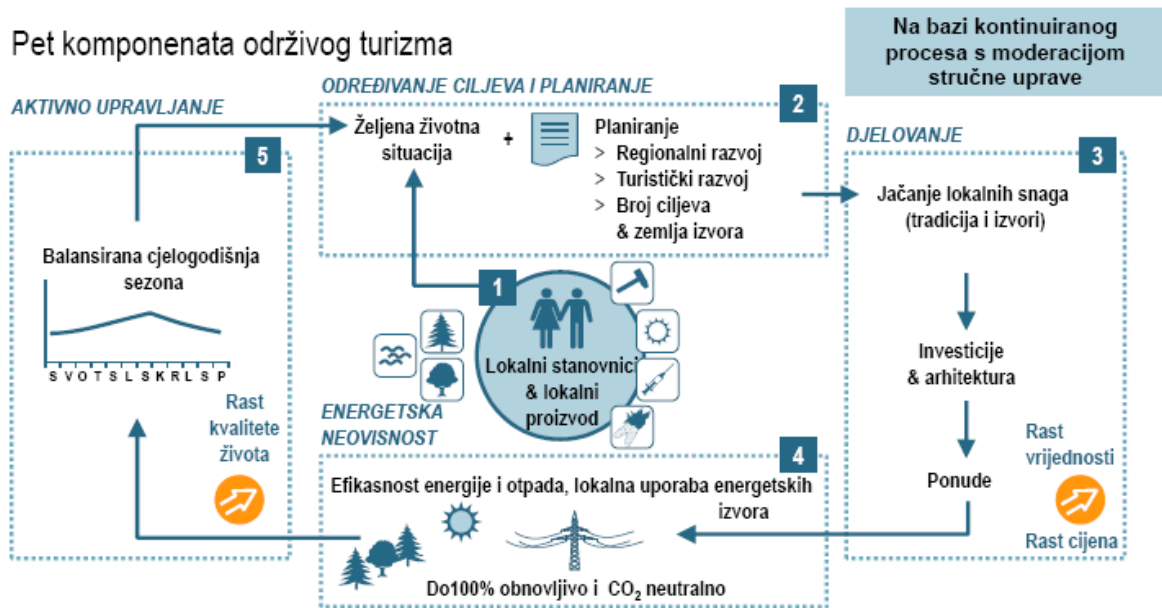 Pet komponenata održivog turizma
Na bazi kontinuiranog
procesa s moderacijom
stručne uprave
AKTIVNO UPRAVLJANJE
5
Balansirana cjelogodišnja
sezona
S V O T S L S K R L S P
Rast
kvalitete
života
ODREĐIVANJE CILJEVA I PLANIRANJE
2
Željena životna
situacija
+
Planiranje
> Regionalni razvoj
> Turistički razvoj
> Broj ciljeva
& zemlja izvora
DJELOVANJE
3
Jačanje lokalnih snaga
(tradicija i izvori)
Investicije
& arhitektura
Ponude
Rast
vrijednosti
Rast cijena
1
Lokalni stanovnici
& lokalni
proizvod
ENERGETSKA
NEOVISNOST
4
Efikasnost energije i otpada, lokalna uporaba energetskih
izvora
Do100% obnovljivo i CO₂ neutralno